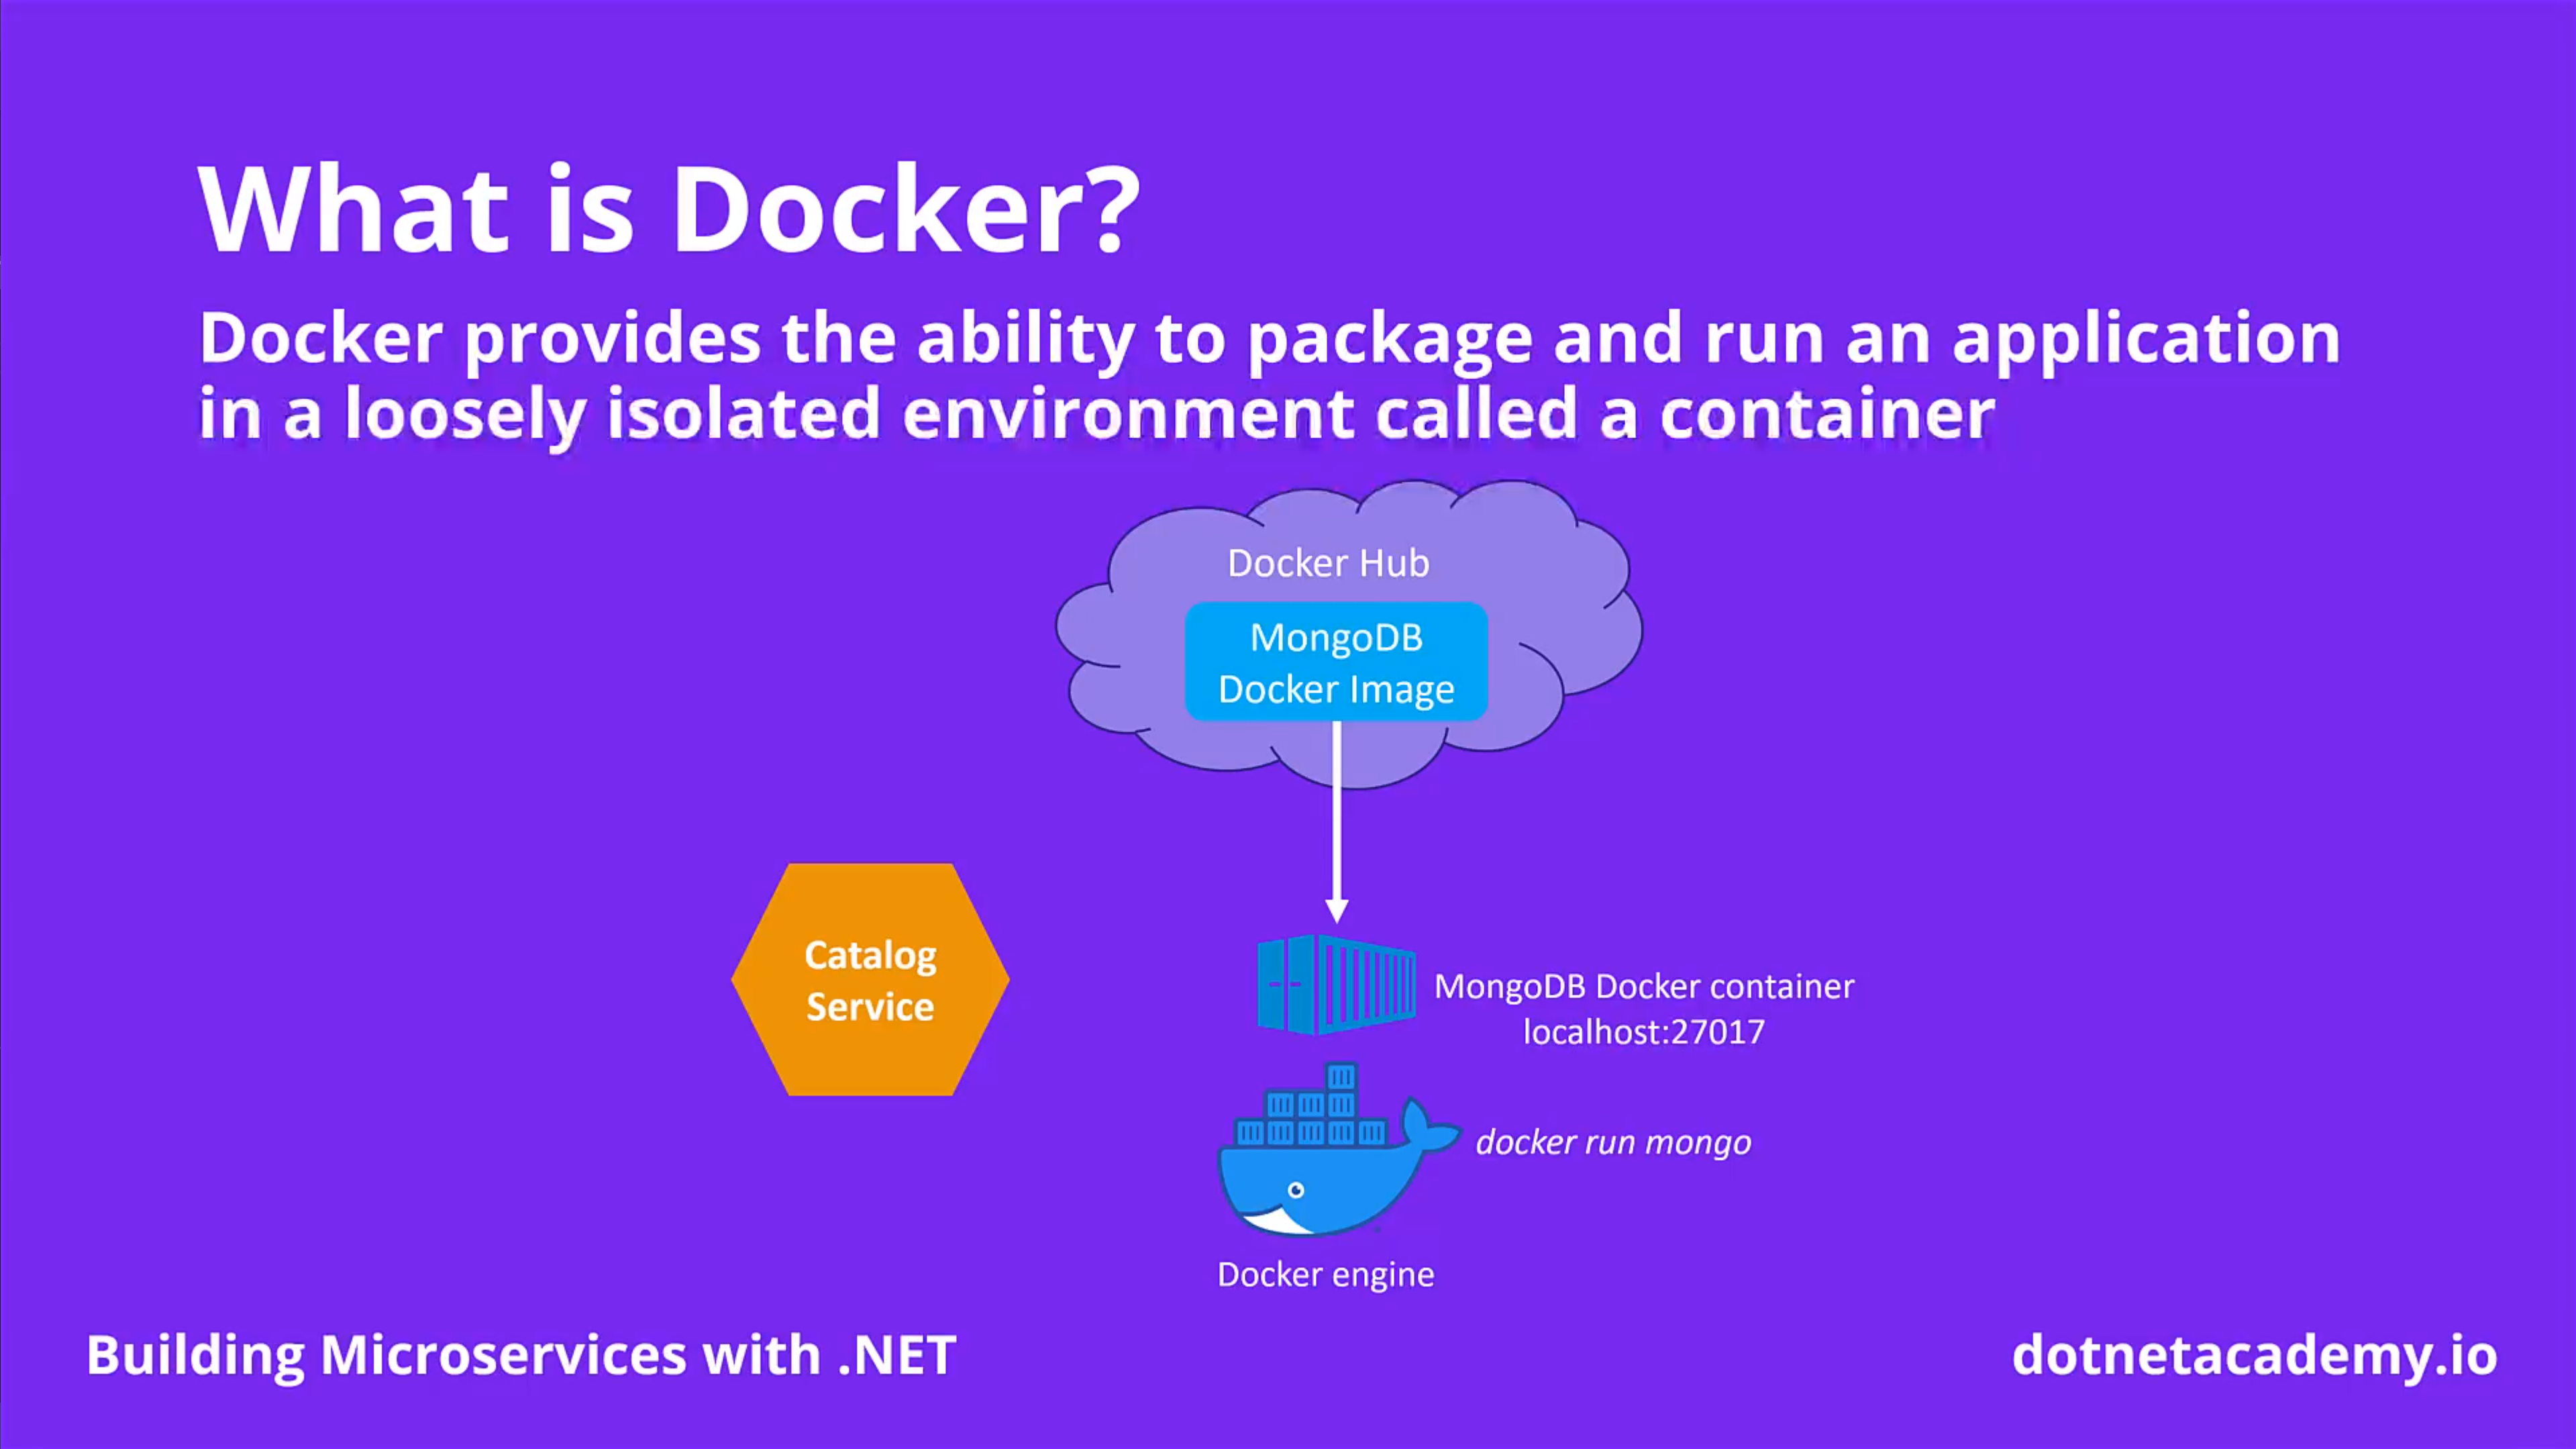 What is Docker?
Docker provides the ability to package and run an application
in a loosely isolated environment called a container
Docker Hub
MongoDB
Docker Image
Catalog
Service
MongoDB Docker container
localhost:27017
docker run mongo
Docker engine
Building Microservices with .NET
dotnetacademy.io